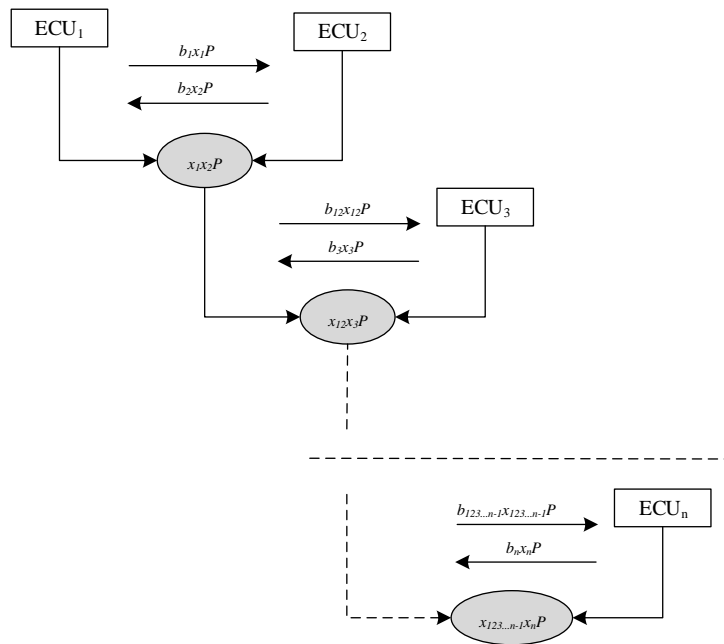 ECU₁
ECU₂
b₁x₁P
b₂x₂P
x₁x₂P
b₁₂x₁₂P
ECU₃
b₃x₃P
x₁₂x₃P
b₁₂₃...ₙ₋₁x₁₂₃...ₙ₋₁P
ECUₙ
bₙxₙP
x₁₂₃...ₙ₋₁xₙP